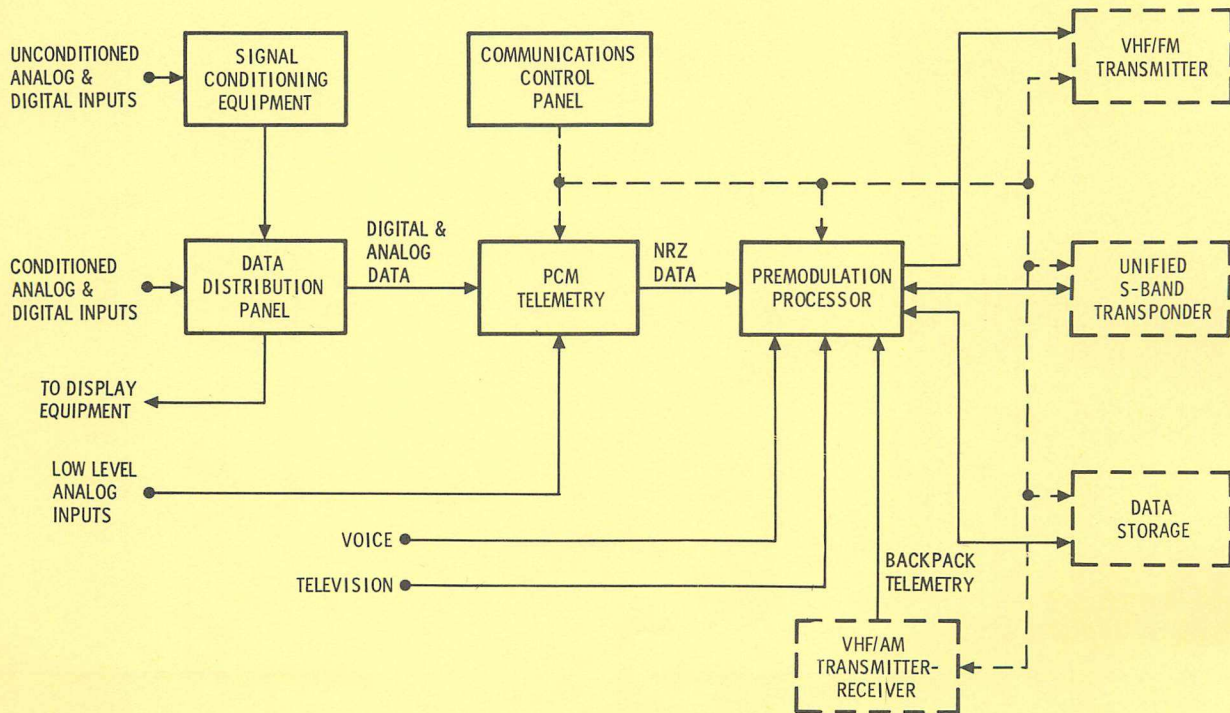 UNCONDITIONED
ANALOG &
DIGITAL INPUTS
SIGNAL
CONDITIONING
EQUIPMENT
COMMUNICATIONS
CONTROL
PANEL
VHF/FM
TRANSMITTER
CONDITIONED
ANALOG &
DIGITAL INPUTS
DATA
DISTRIBUTION
PANEL
DIGITAL &
ANALOG
DATA
PCM
TELEMETRY
NRZ
DATA
PREMODULATION
PROCESSOR
UNIFIED
S-BAND
TRANSPONDER
TO DISPLAY
EQUIPMENT
LOW LEVEL
ANALOG
INPUTS
VOICE
TELEVISION
BACKPACK
TELEMETRY
DATA
STORAGE
VHF/AM
TRANSMITTER-
RECEIVER